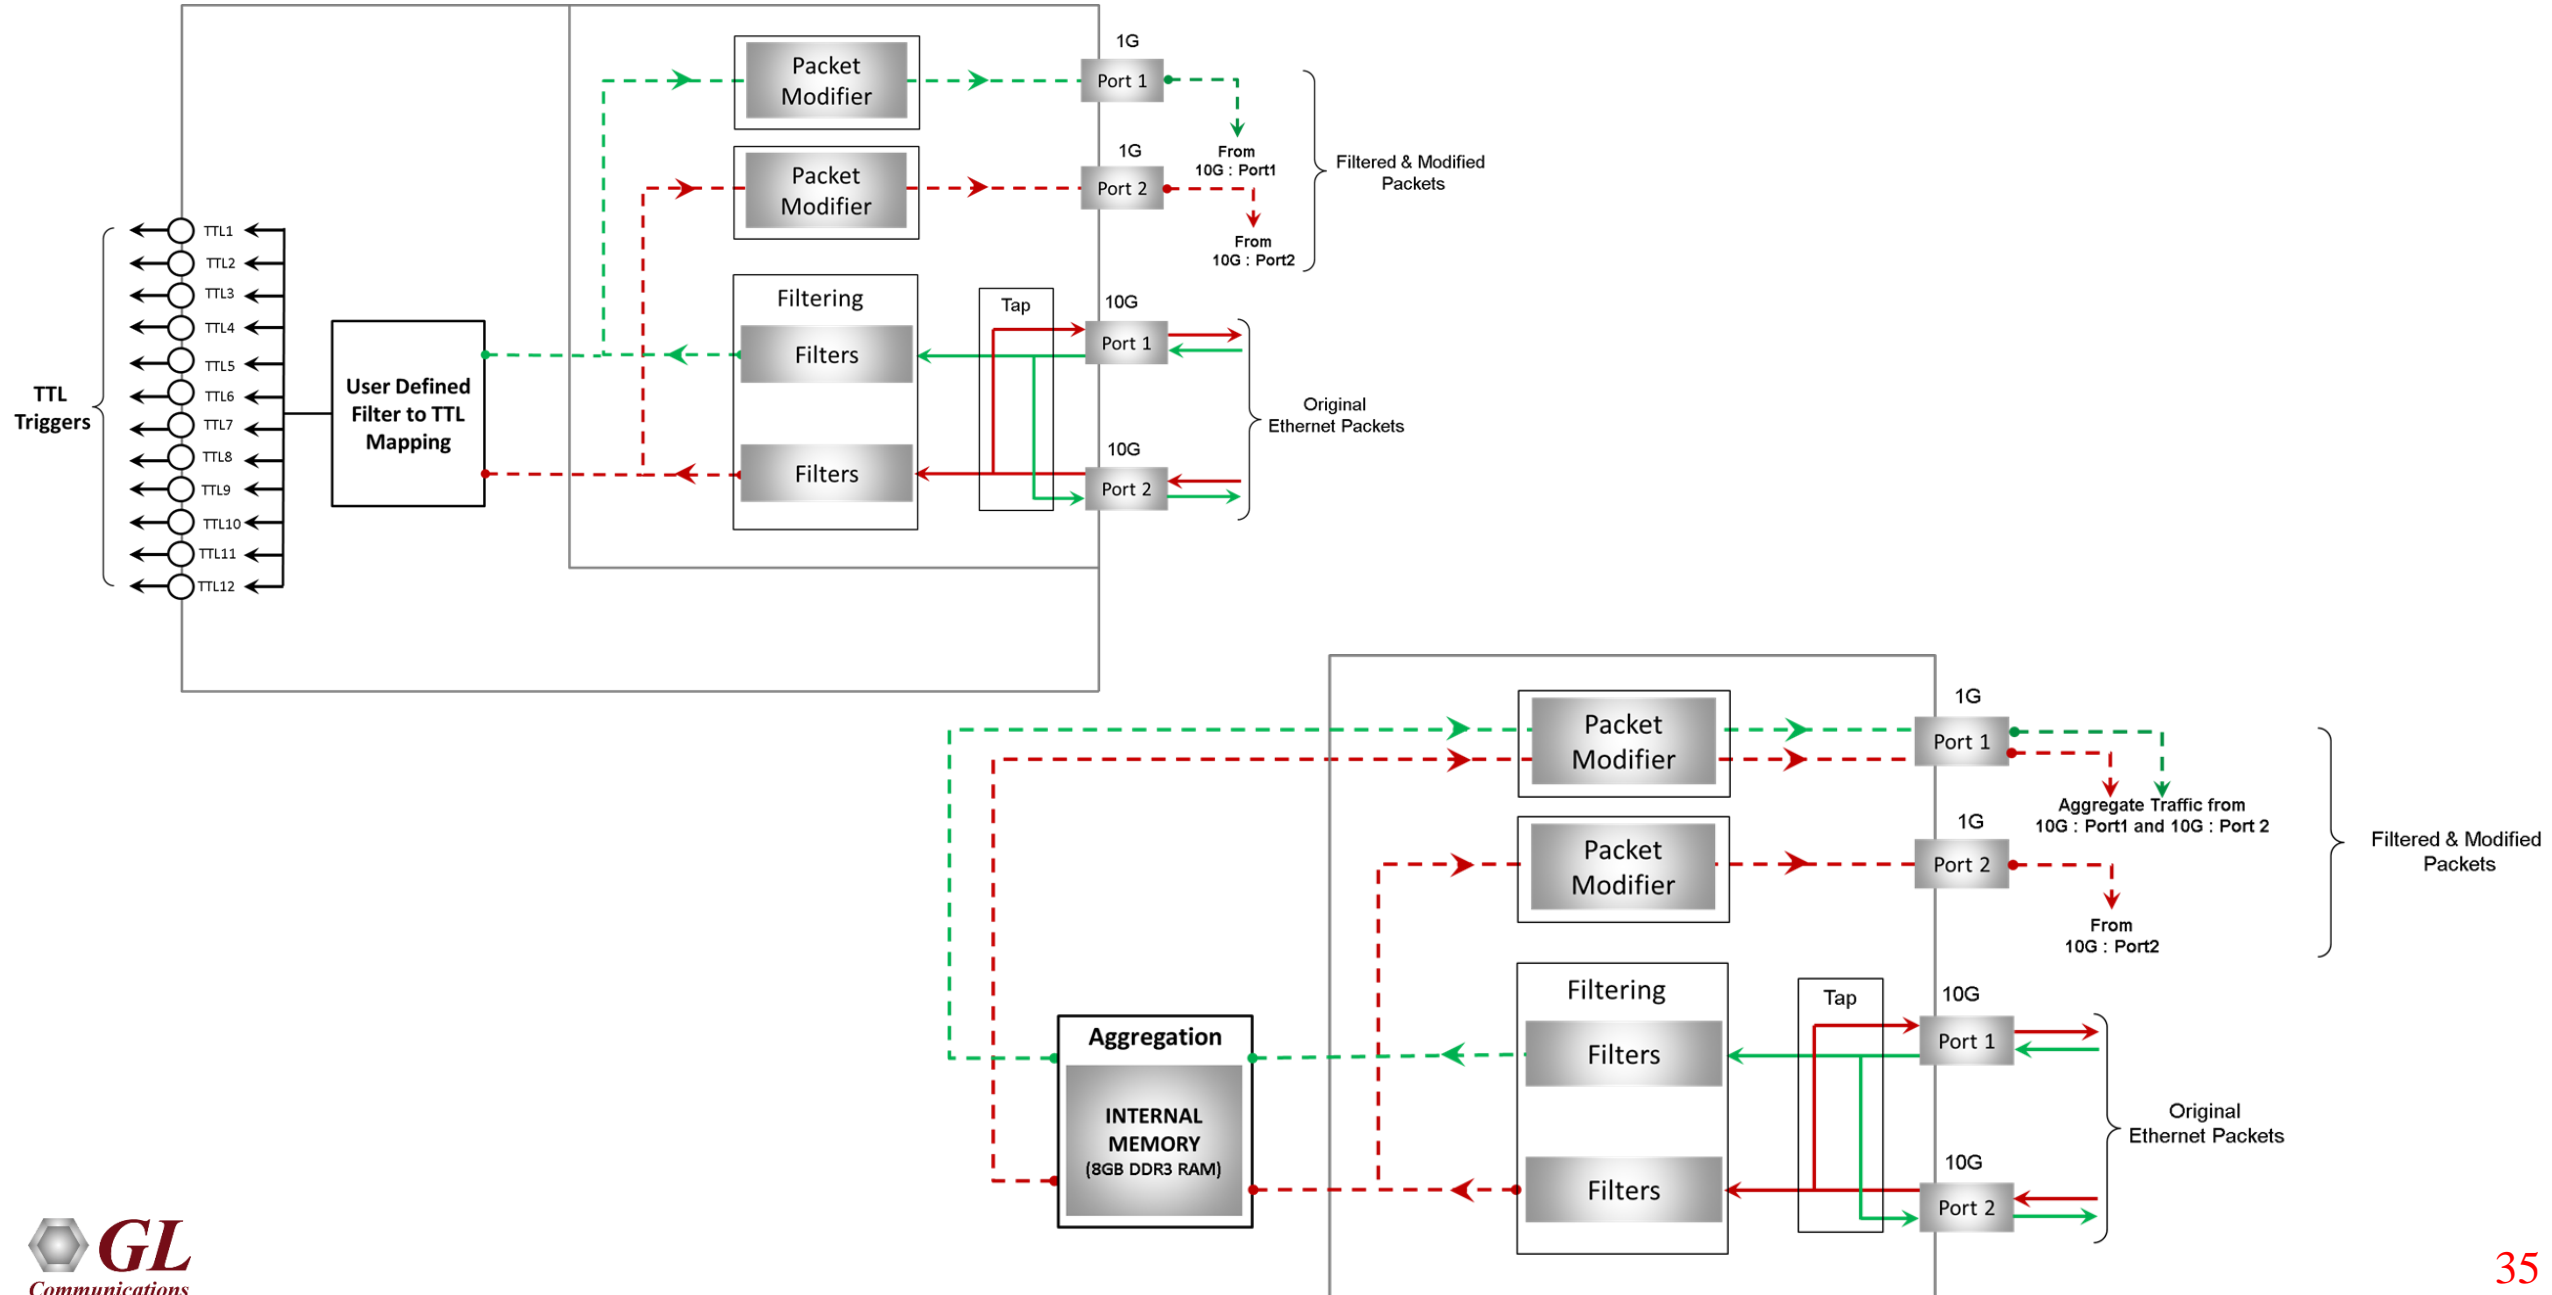 Packet
Modifier
1G
Port 1
From
10G : Port1
Packet
Modifier
1G
Port 2
From
10G : Port2
Filtered & Modified
Packets
TTL
Triggers
TTL1
TTL2
TTL3
TTL4
TTL5
TTL6
TTL7
TTL8
TTL9
TTL10
TTL11
TTL12
User Defined
Filter to TTL
Mapping
Filtering
Filters
Filters
Tap
10G
Port 1
10G
Port 2
Original
Ethernet Packets
Packet
Modifier
1G
Port 1
Aggregate Traffic from
10G : Port1 and 10G : Port 2
Packet
Modifier
1G
Port 2
From
10G : Port2
Filtered & Modified
Packets
Aggregation
INTERNAL
MEMORY
(8GB DDR3 RAM)
Filtering
Filters
Filters
Tap
10G
Port 1
10G
Port 2
Original
Ethernet Packets
GL
Communications
35